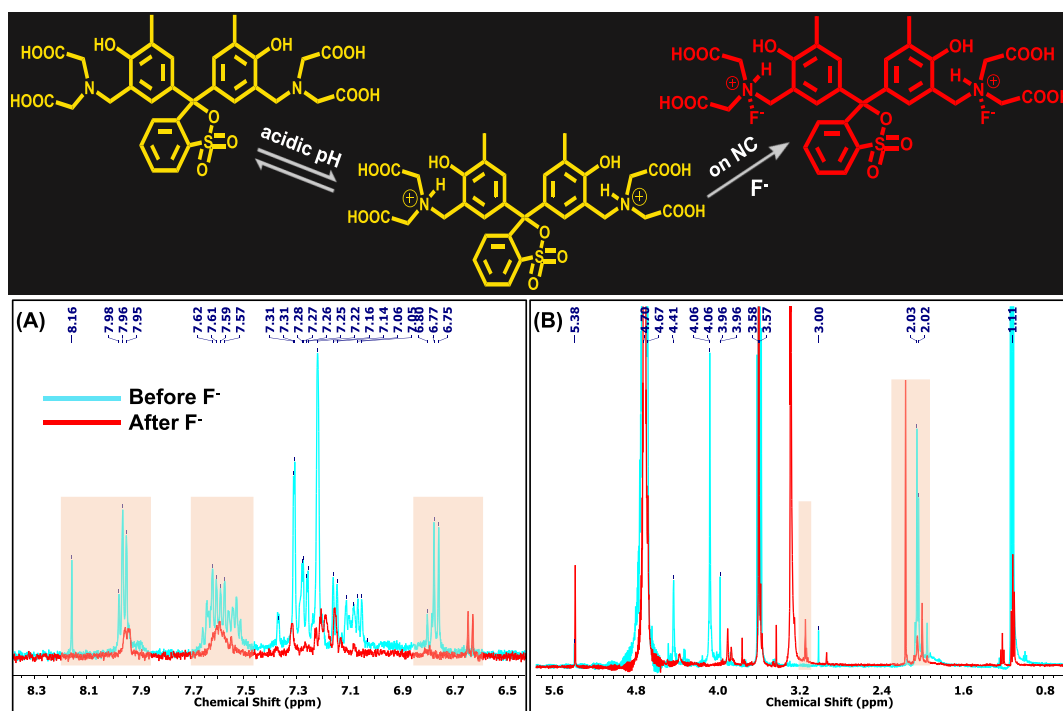 HOOC HO OH COOH
HOOC N N COOH
O
S O
O
acidic pH
HO OH
HOOC H COOH
HOOC N+ H N+ COOH
O
S O
O
on NC
F-
HO OH
HOOC H H COOH
HOOC N+ N+ COOH
F- O F-
S O
O
(A)
8.16 7.98 7.96 7.95 7.62 7.61 7.59 7.57 7.31 7.31 7.28 7.27 7.26 7.25 7.22 7.16 7.14 7.06 7.05 6.80 6.77 6.75
Before F-
After F-
8.3 8.1 7.9 7.7 7.5 7.3 7.1 6.9 6.7 6.5
Chemical Shift (ppm)
(B)
5.38 4.70 4.67 4.41 4.06 4.06 3.96 3.96 3.58 3.57 3.00 2.03 2.02 1.11
5.6 4.8 4.0 3.2 2.4 1.6 0.8
Chemical Shift (ppm)